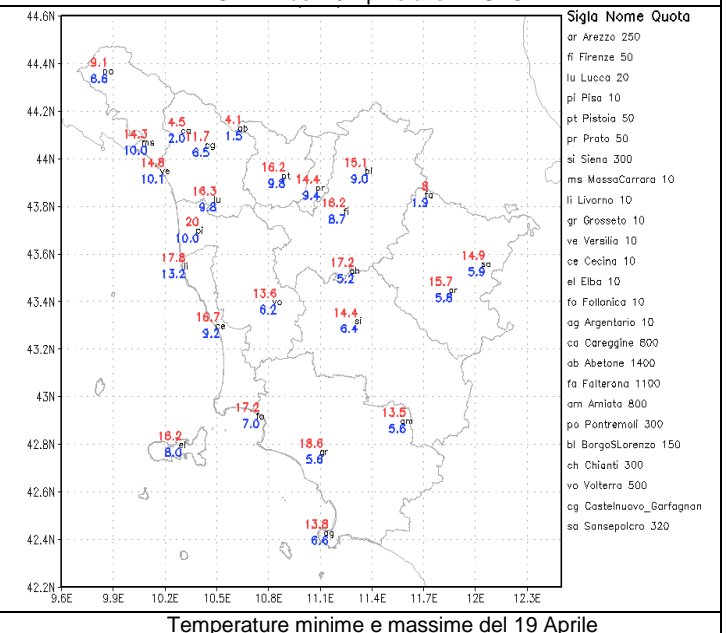 44.6N
44.4N
44.2N
44N
43.8N
43.6N
43.4N
43.2N
43N
42.8N
42.6N
42.4N
42.2N
9.6E 9.9E 10.2E 10.5E 10.8E 11.1E 11.4E 11.7E 12E 12.3E
9.1
po
6.6
14.3
ms
10.0
4.5
ca
2.0
11.7
cg
6.5
4.1
ab
1.5
14.8
ve
10.1
16.2
pt
9.8
14.4
pr
9.4
15.1
bl
9.0
8
fa
1.9
16.3
lu
9.8
16.2
fi
8.7
20
pi
10.0
17.8
li
13.2
17.2
ch
5.2
14.9
sa
5.9
15.7
ar
5.8
13.6
vo
6.2
16.7
ce
9.2
14.4
si
6.4
17.2
fo
7.0
13.5
am
5.6
16.2
el
8.0
18.6
gr
5.6
13.8
ag
6.6
Sigla Nome Quota
ar Arezzo 250
fi Firenze 50
lu Lucca 20
pi Pisa 10
pt Pistoia 50
pr Prato 50
si Siena 300
ms MassaCarrara 10
li Livorno 10
gr Grosseto 10
ve Versilia 10
ce Cecina 10
el Elba 10
fo Follonica 10
ag Argentario 10
ca Careggine 800
ab Abetone 1400
fa Falterona 1100
am Amiata 800
po Pontremoli 300
bl BorgoSLorenzo 150
ch Chianti 300
vo Volterra 500
cg Castelnuovo_Garfagnan
sa Sansepolcro 320
Temperature minime e massime del 19 Aprile